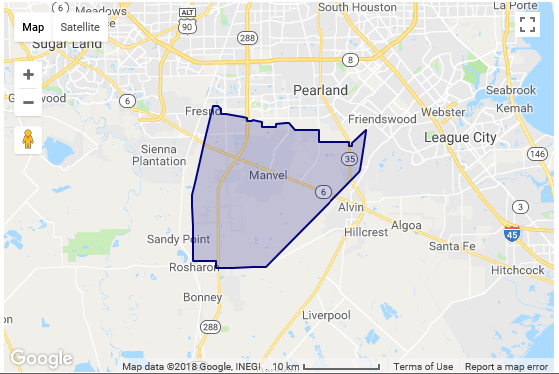 Meadows
6
ALT
90
South Houston
La Porte
Map
Satellite
288
Sugar Land
8
Pearland
Seabrook
Kemah
6
Fresno
Friendswood
Webster
League City
Sienna
Plantation
35
146
Manvel
6
Alvin
3
Sandy Point
Hillcrest
Algoa
45
Santa Fe
Rosharon
Hitchcock
Bonney
288
Liverpool
Google
Map data ©2018 Google, INEGI
10 km
Terms of Use
Report a map error